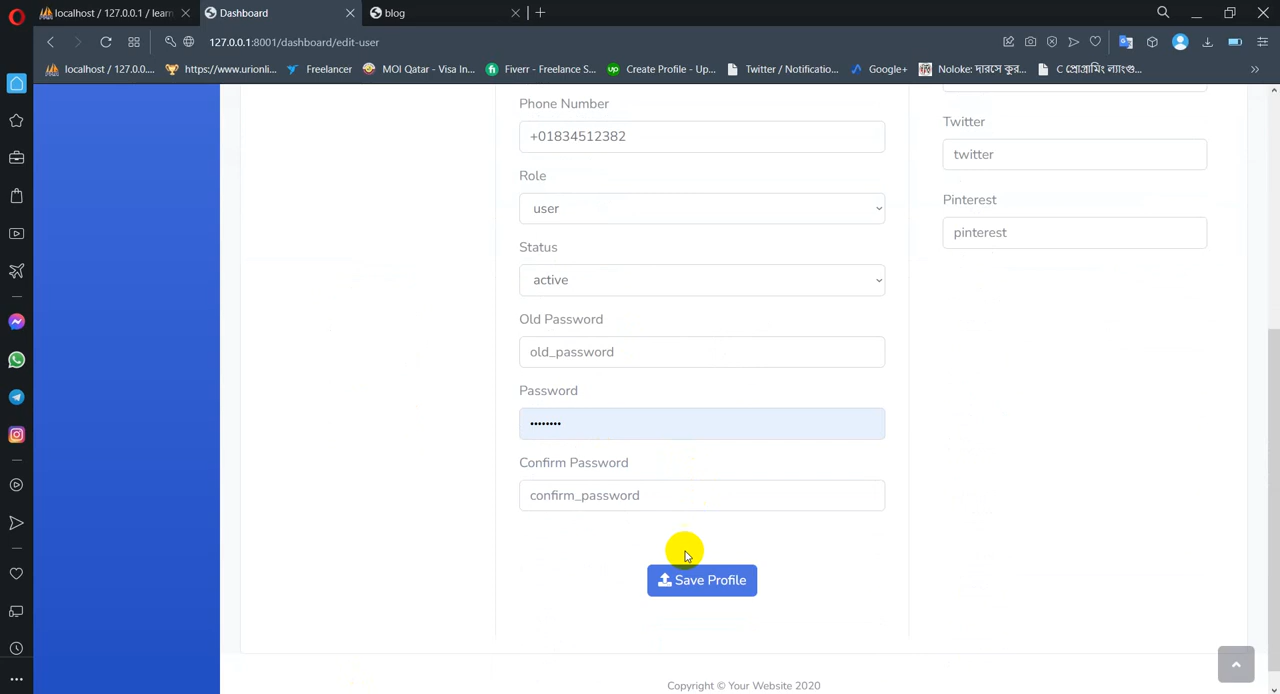 localhost / 127.0.0.1 / learn
Dashboard
blog
127.0.0.1:8001/dashboard/edit-user
localhost / 127.0.0....
https://www.urionli...
Freelancer
MOI Qatar - Visa In...
Fiverr - Freelance S...
Create Profile - Up...
Twitter / Notificatio...
Google+
Noloke: দারসে কুর...
C প্রোগ্রামিং ল্যাংগু...
Phone Number
+01834512382
Role
user
Status
active
Old Password
old_password
Password
••••••••
Confirm Password
confirm_password
Save Profile
Twitter
twitter
Pinterest
pinterest
Copyright © Your Website 2020